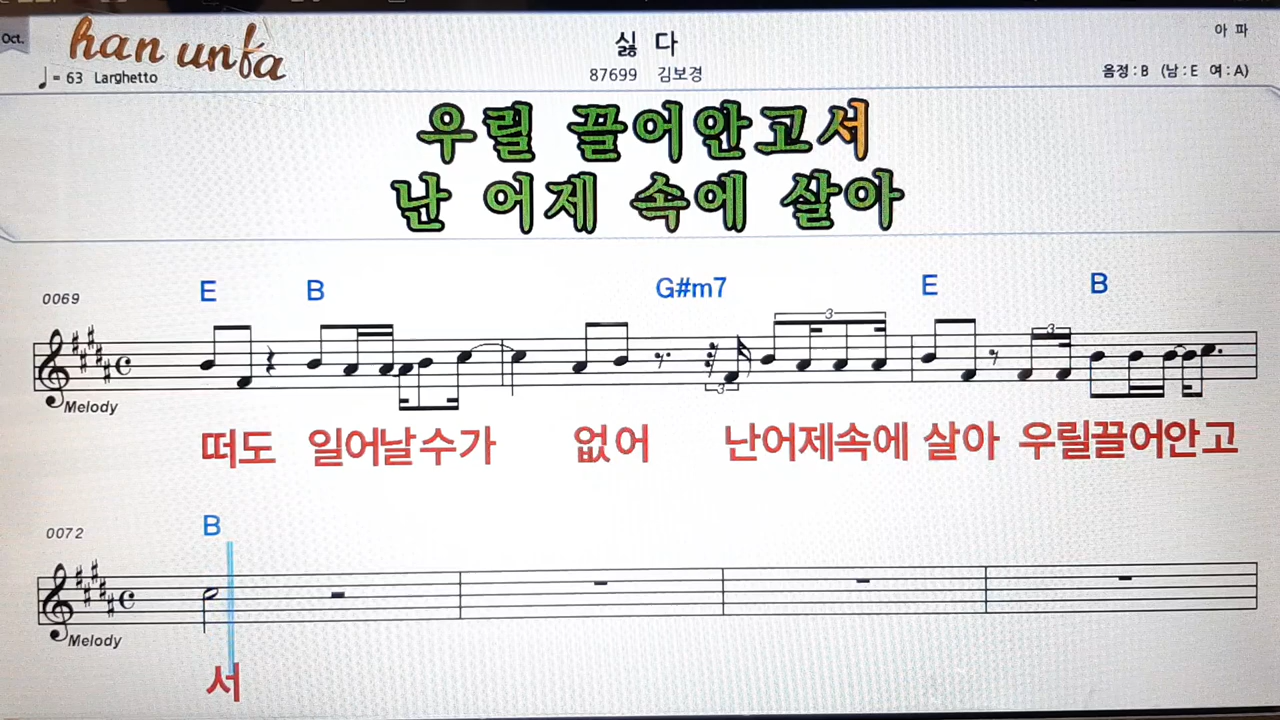 Oct.
han unfa
싫 다
아 파
♩= 63 Larghetto
87699 김보경
음정 : B (남 : E 여 : A)
우릴 끌어안고서
난 어제 속에 살아
0069
E B G#m7 E B
3 3 3
Melody
떠도 일어날수가 없어 난어제속에 살아 우릴끌어안고
0072
B
Melody
서